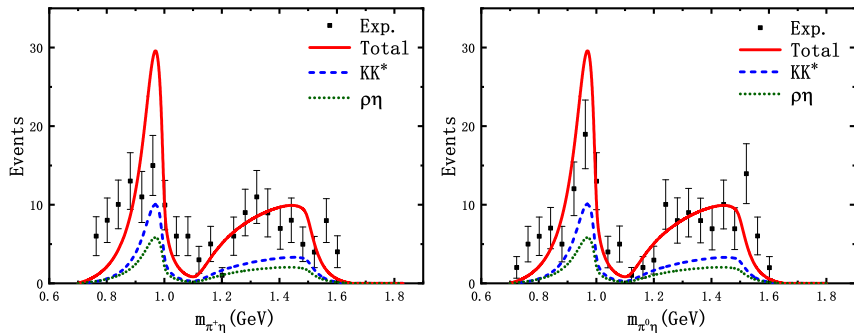 Exp.
Total
KK*
ρη
Events
30
20
10
0
0.6
0.8
1.0
1.2
1.4
1.6
1.8
m_{π⁺η}(GeV)
Exp.
Total
KK*
ρη
Events
30
20
10
0
0.6
0.8
1.0
1.2
1.4
1.6
1.8
m_{π⁰η}(GeV)